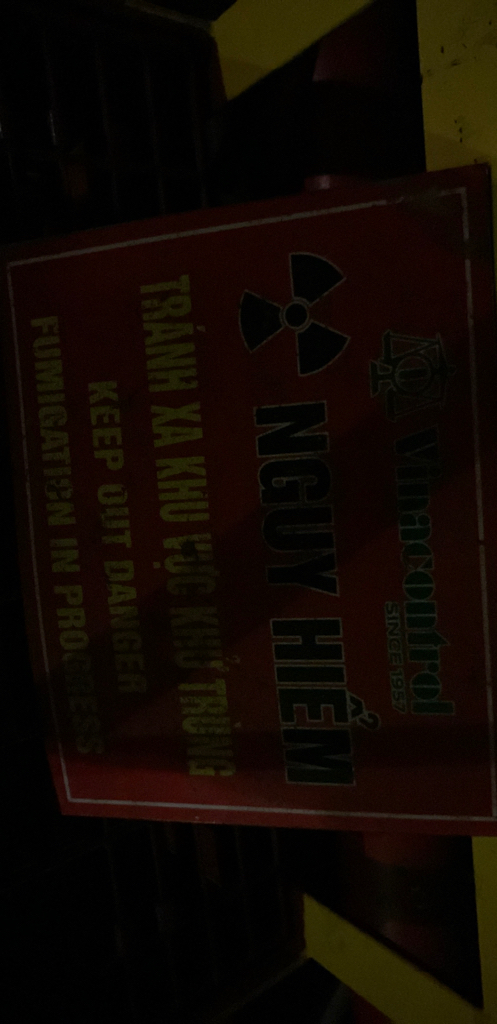 Vinacontrol
SINCE 1957
NGUY HIỂM
TRÁNH XA KHU VỰC KHỬ TRÙNG
KEEP OUT DANGER
FUMIGATION IN PROGRESS